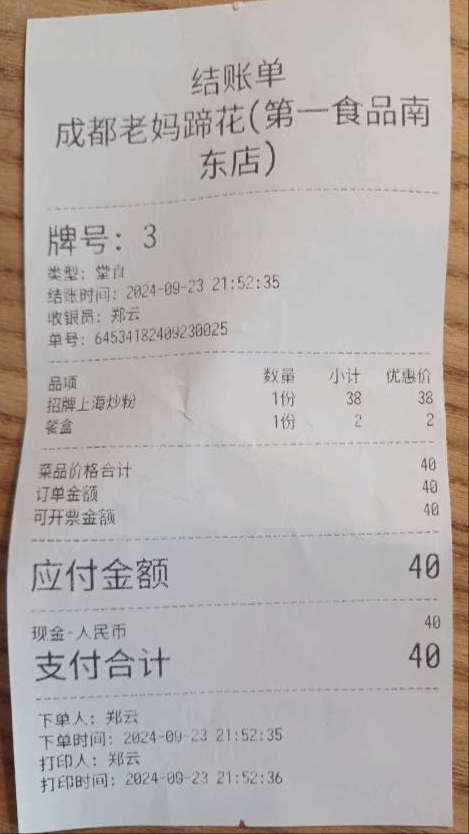 结账单
成都老妈蹄花(第一食品南
东店)
牌号: 3
类型: 堂食
结账时间: 2024-09-23 21:52:35
收银员: 郑云
单号: 64534182409230025
品项 数量 小计 优惠价
招牌上海炒粉 1份 38 38
餐盒 1份 2 2
菜品价格合计 40
订单金额 40
可开票金额 40
应付金额 40
现金-人民币 40
支付合计 40
下单人: 郑云
下单时间: 2024-09-23 21:52:35
打印人: 郑云
打印时间: 2024-09-23 21:52:36